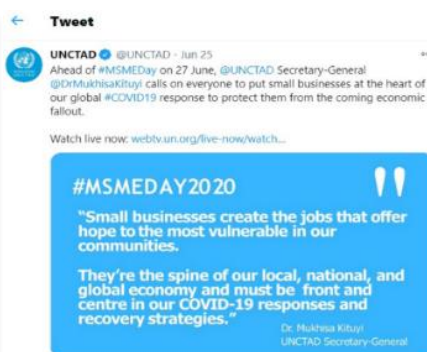 Tweet
UNCTAD @UNCTAD · Jun 25
Ahead of #MSMEDay on 27 June, @UNCTAD Secretary-General
@DrMukhisaKituyi calls on everyone to put small businesses at the heart of
our global #COVID19 response to protect them from the coming economic
fallout.
Watch live now: webtv.un.org/live-now/watch...
#MSMEDAY2020
"Small businesses create the jobs that offer
hope to the most vulnerable in our
communities.
They're the spine of our local, national, and
global economy and must be front and
centre in our COVID-19 responses and
recovery strategies."
Dr. Mukhisa Kituyi
UNCTAD Secretary-General